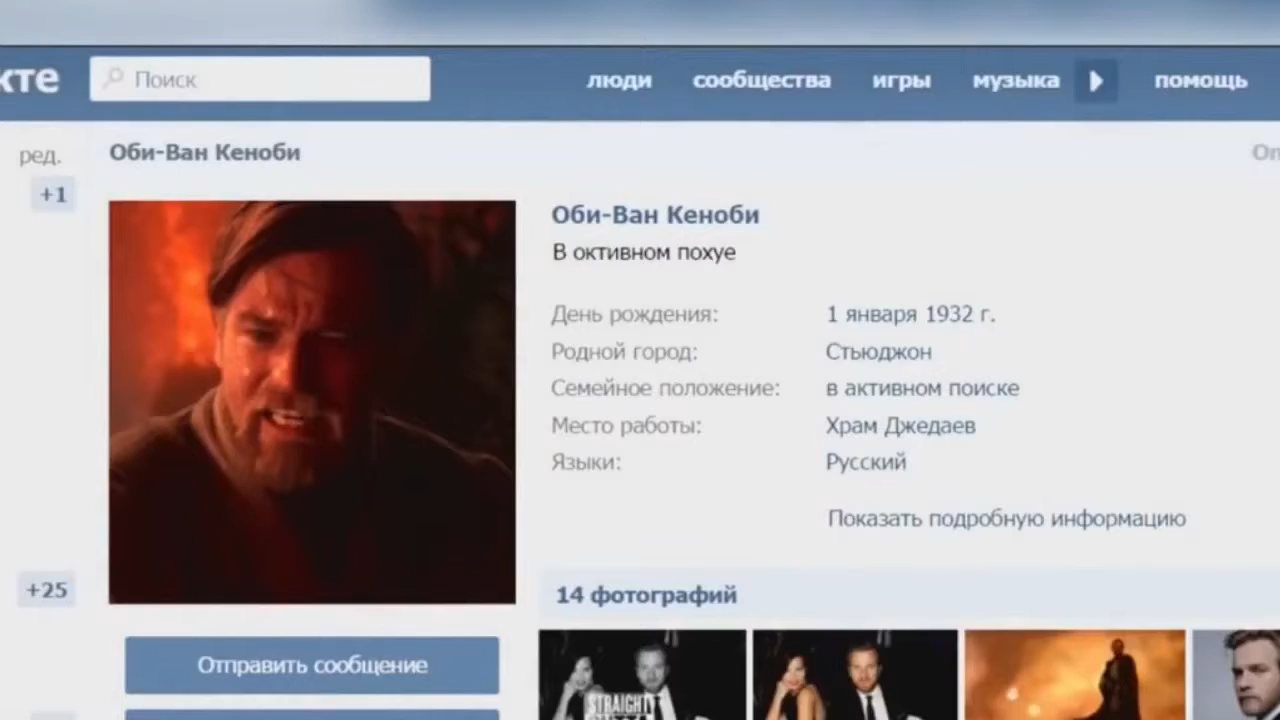 кте
Поиск
люди
сообщества
игры
музыка
помощь
ред.
Оби-Ван Кеноби
On
+1
Оби-Ван Кеноби
В октивном похуе
День рождения: 1 января 1932 г.
Родной город: Стьюджон
Семейное положение: в активном поиске
Место работы: Храм Джедаев
Языки: Русский
Показать подробную информацию
+25
14 фотографий
Отправить сообщение
STRAIGHT